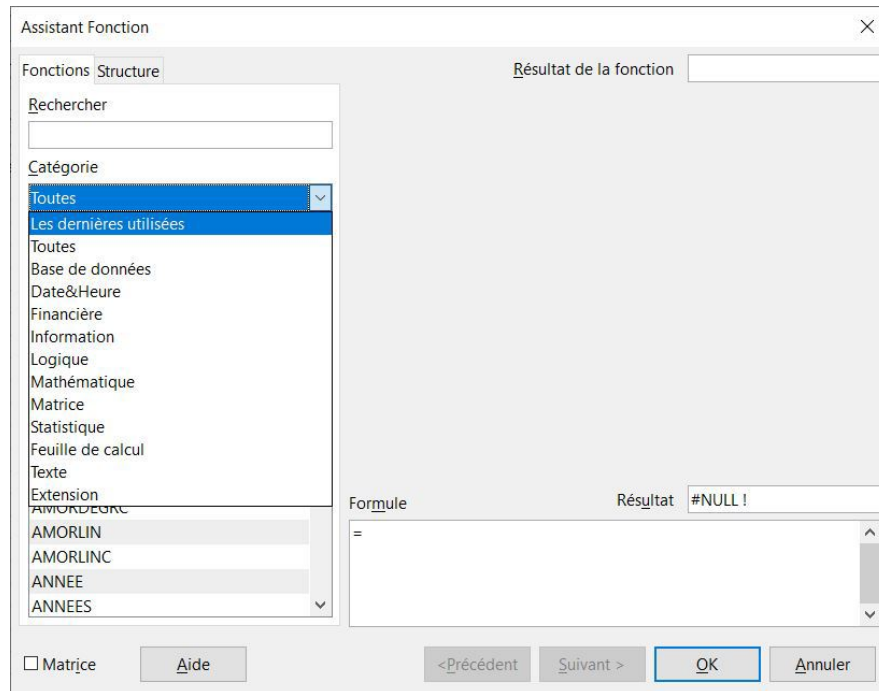 Assistant Fonction
Fonctions Structure
Résultat de la fonction
Rechercher
Catégorie
Toutes
Les dernières utilisées
Toutes
Base de données
Date&Heure
Financière
Information
Logique
Mathématique
Matrice
Statistique
Feuille de calcul
Texte
Extension
AMORDEGRC
AMORLIN
AMORLINC
ANNEE
ANNEES
Formule
Résultat #NULL !
=
Matrice
Aide
<Précédent
Suivant >
OK
Annuler